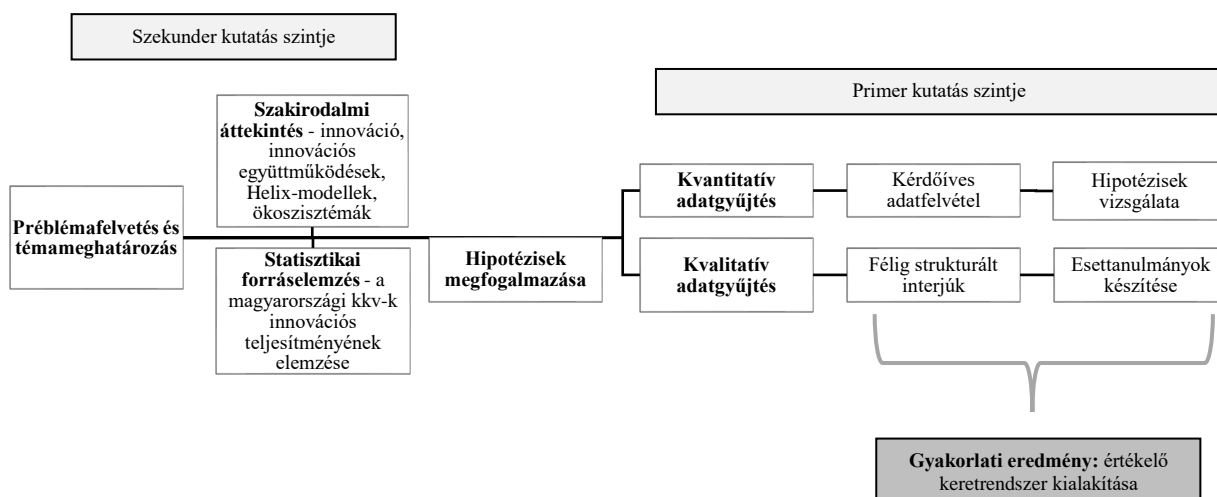 Szekunder kutatás szintje
Primer kutatás szintje
Préblémafelvetés és
témameghatározás
Szakirodalmi
áttekintés - innováció,
innovációs
együttműködések,
Helix-modellek,
ökoszisztémák
Statisztikai
forráselemzés - a
magyarországi kkv-k
innovációs
teljesítményének
elemzése
Hipotézisek
megfogalmazása
Kvantitatív
adatgyűjtés
Kérdőíves
adatfelvétel
Hipotézisek
vizsgálata
Kvalitatív
adatgyűjtés
Félig strukturált
interjúk
Esettanulmányok
készítése
Gyakorlati eredmény: értékelő
keretrendszer kialakítása